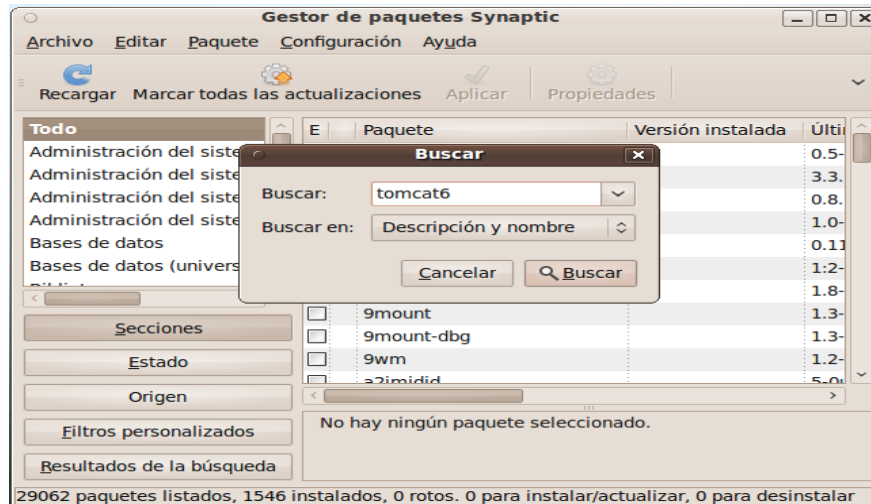 Gestor de paquetes Synaptic
Archivo Editar Paquete Configuración Ayuda
Recargar Marcar todas las actualizaciones Aplicar Propiedades
Todo
Administración del siste
Administración del siste
Administración del siste
Administración del siste
Bases de datos
Bases de datos (univers
E Paquete Versión instalada Últi
0.5-
3.3.
0.8.
1.0-
0.11
1:2-
1.8-
9mount 1.3-
9mount-dbg 1.3-
9wm 1.2-
Buscar
Buscar: tomcat6
Buscar en: Descripción y nombre
Cancelar Buscar
Secciones
Estado
Origen
Filtros personalizados
Resultados de la búsqueda
No hay ningún paquete seleccionado.
29062 paquetes listados, 1546 instalados, 0 rotos. 0 para instalar/actualizar, 0 para desinstalar